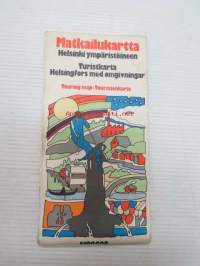 Matkailukartta
Helsinki ympäristöineen
Turistkarta
Helsingfors med omgivningar
Touring map-Touristenkarte